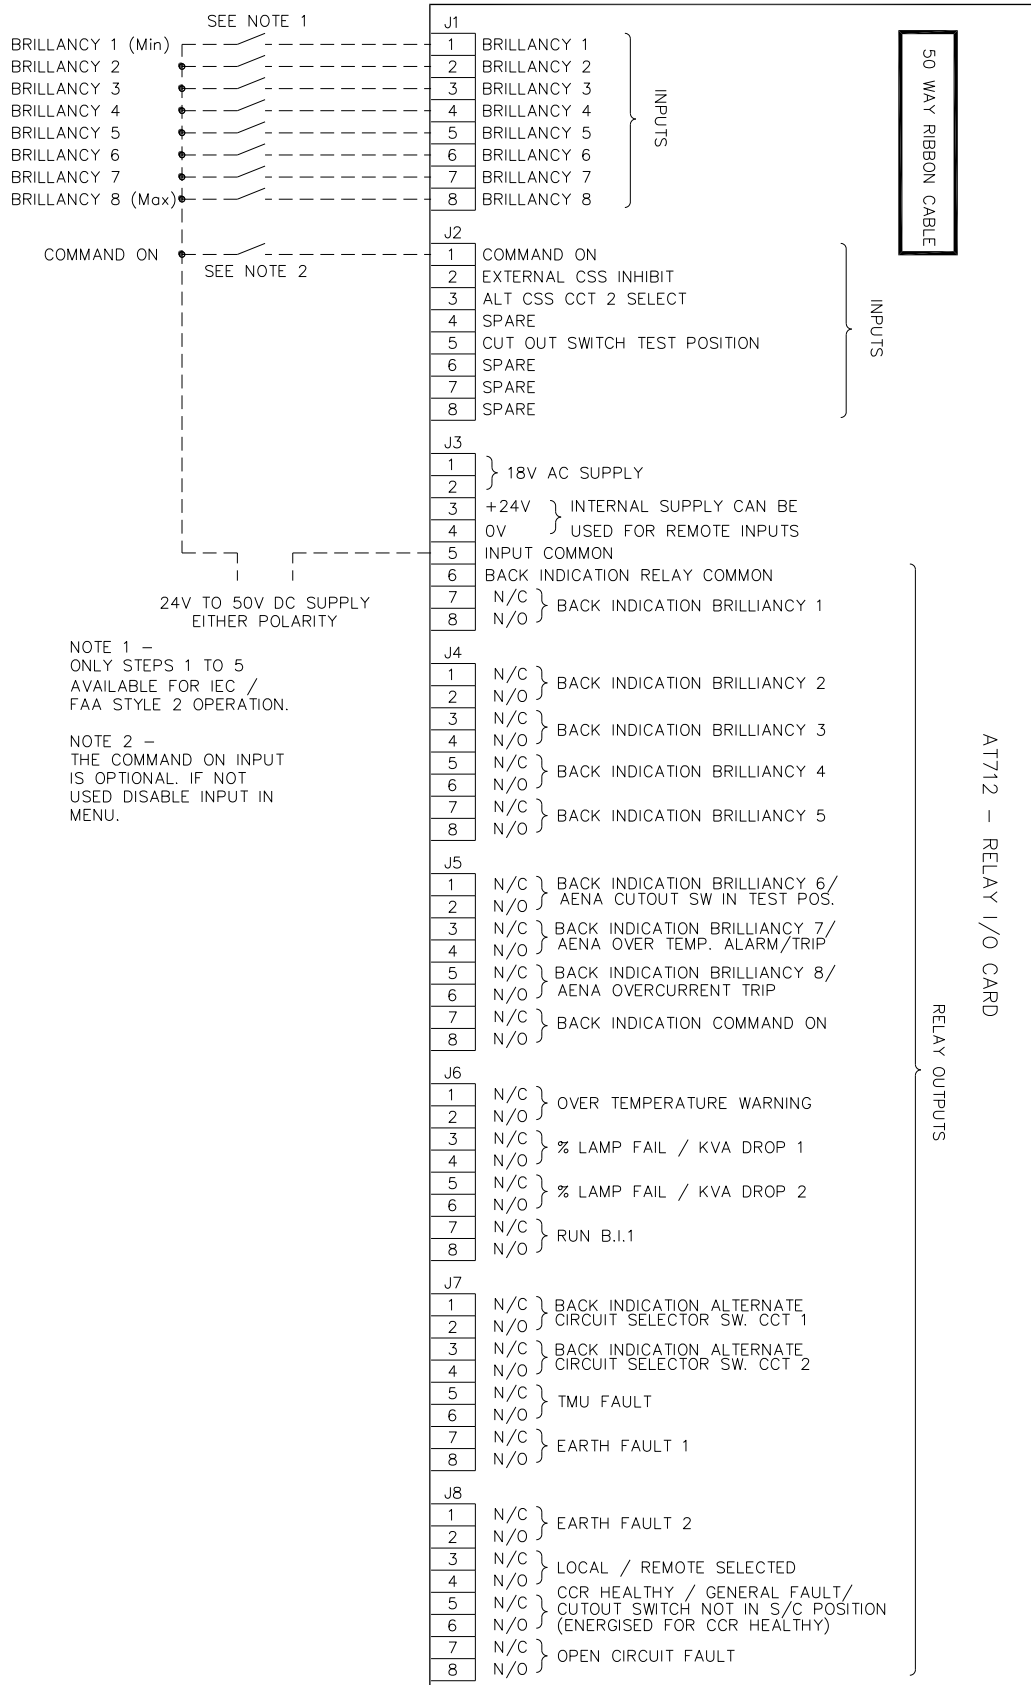 SEE NOTE 1
J1
BRILLANCY 1 (Min) 1 BRILLANCY 1
BRILLANCY 2 2 BRILLANCY 2
BRILLANCY 3 3 BRILLANCY 3
BRILLANCY 4 4 BRILLANCY 4
BRILLANCY 5 5 BRILLANCY 5
BRILLANCY 6 6 BRILLANCY 6
BRILLANCY 7 7 BRILLANCY 7
BRILLANCY 8 (Max) 8 BRILLANCY 8
INPUTS
50 WAY RIBBON CABLE
J2
COMMAND ON 1 COMMAND ON
SEE NOTE 2
2 EXTERNAL CSS INHIBIT
3 ALT CSS CCT 2 SELECT
4 SPARE
5 CUT OUT SWITCH TEST POSITION
6 SPARE
7 SPARE
8 SPARE
INPUTS
J3
1
2
18V AC SUPPLY
3 +24V INTERNAL SUPPLY CAN BE
4 0V USED FOR REMOTE INPUTS
5 INPUT COMMON
6 BACK INDICATION RELAY COMMON
7 N/C
8 N/O
BACK INDICATION BRILLIANCY 1
24V TO 50V DC SUPPLY
EITHER POLARITY
NOTE 1 –
ONLY STEPS 1 TO 5
AVAILABLE FOR IEC /
FAA STYLE 2 OPERATION.
NOTE 2 –
THE COMMAND ON INPUT
IS OPTIONAL. IF NOT
USED DISABLE INPUT IN
MENU.
J4
1 N/C
2 N/O
BACK INDICATION BRILLIANCY 2
3 N/C
4 N/O
BACK INDICATION BRILLIANCY 3
5 N/C
6 N/O
BACK INDICATION BRILLIANCY 4
7 N/C
8 N/O
BACK INDICATION BRILLIANCY 5
J5
1 N/C
2 N/O
BACK INDICATION BRILLIANCY 6/
AENA CUTOUT SW IN TEST POS.
3 N/C
4 N/O
BACK INDICATION BRILLIANCY 7/
AENA OVER TEMP. ALARM/TRIP
5 N/C
6 N/O
BACK INDICATION BRILLIANCY 8/
AENA OVERCURRENT TRIP
7 N/C
8 N/O
BACK INDICATION COMMAND ON
J6
1 N/C
2 N/O
OVER TEMPERATURE WARNING
3 N/C
4 N/O
% LAMP FAIL / KVA DROP 1
5 N/C
6 N/O
% LAMP FAIL / KVA DROP 2
7 N/C
8 N/O
RUN B.I.1
J7
1 N/C
2 N/O
BACK INDICATION ALTERNATE
CIRCUIT SELECTOR SW. CCT 1
3 N/C
4 N/O
BACK INDICATION ALTERNATE
CIRCUIT SELECTOR SW. CCT 2
5 N/C
6 N/O
TMU FAULT
7 N/C
8 N/O
EARTH FAULT 1
J8
1 N/C
2 N/O
EARTH FAULT 2
3 N/C
4 N/O
LOCAL / REMOTE SELECTED
5 N/C
6 N/O
CCR HEALTHY / GENERAL FAULT/
CUTOUT SWITCH NOT IN S/C POSITION
(ENERGISED FOR CCR HEALTHY)
7 N/C
8 N/O
OPEN CIRCUIT FAULT
RELAY OUTPUTS
AT712 – RELAY I/O CARD